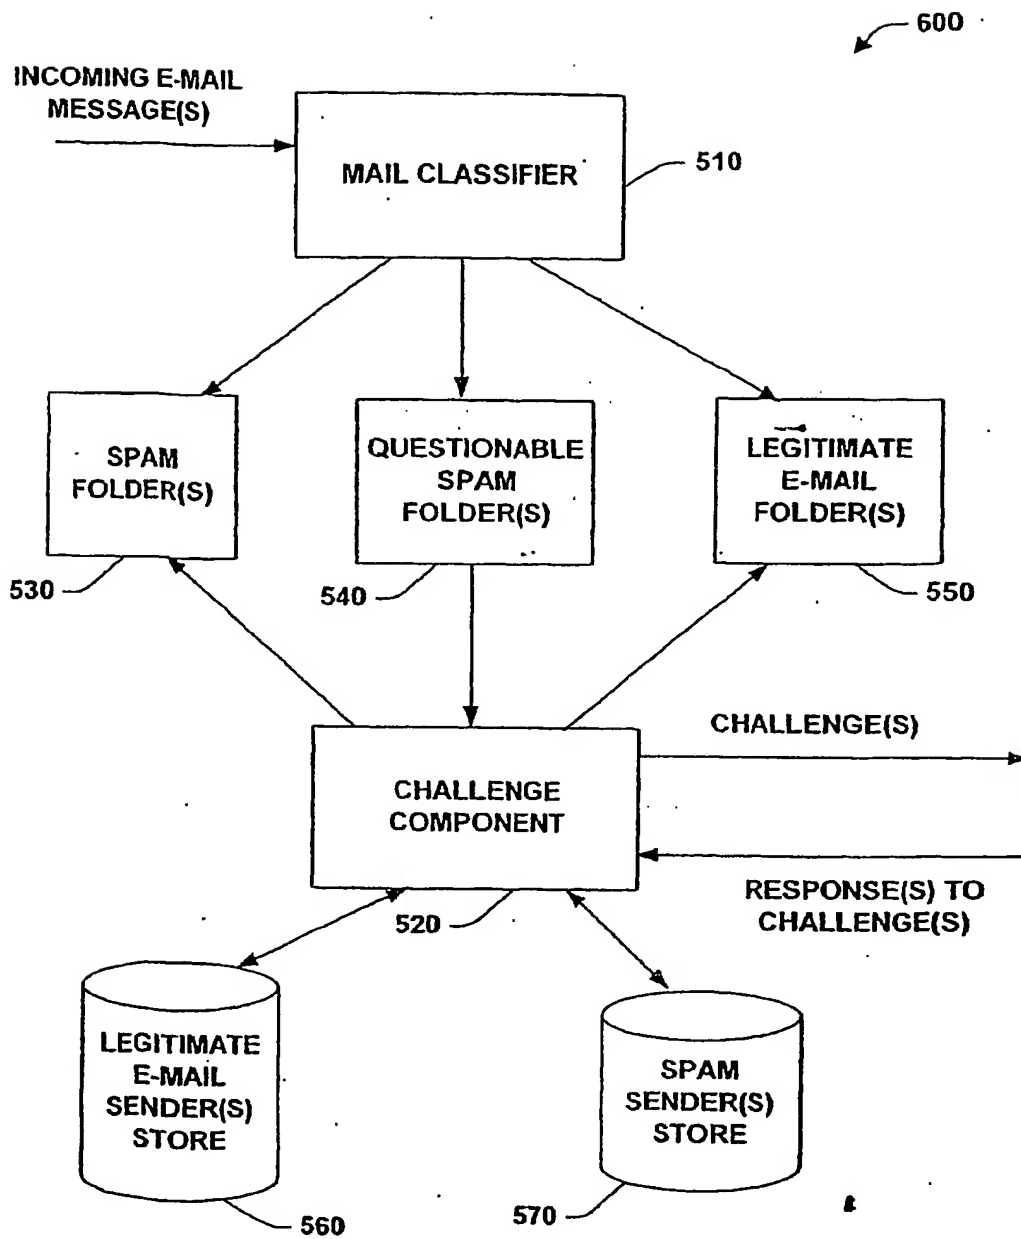 600
INCOMING E-MAIL
MESSAGE(S)
MAIL CLASSIFIER
510
SPAM
FOLDER(S)
QUESTIONABLE
SPAM
FOLDER(S)
LEGITIMATE
E-MAIL
FOLDER(S)
530
540
550
CHALLENGE(S)
CHALLENGE
COMPONENT
RESPONSE(S) TO
CHALLENGE(S)
520
LEGITIMATE
E-MAIL
SENDER(S)
STORE
SPAM
SENDER(S)
STORE
560
570